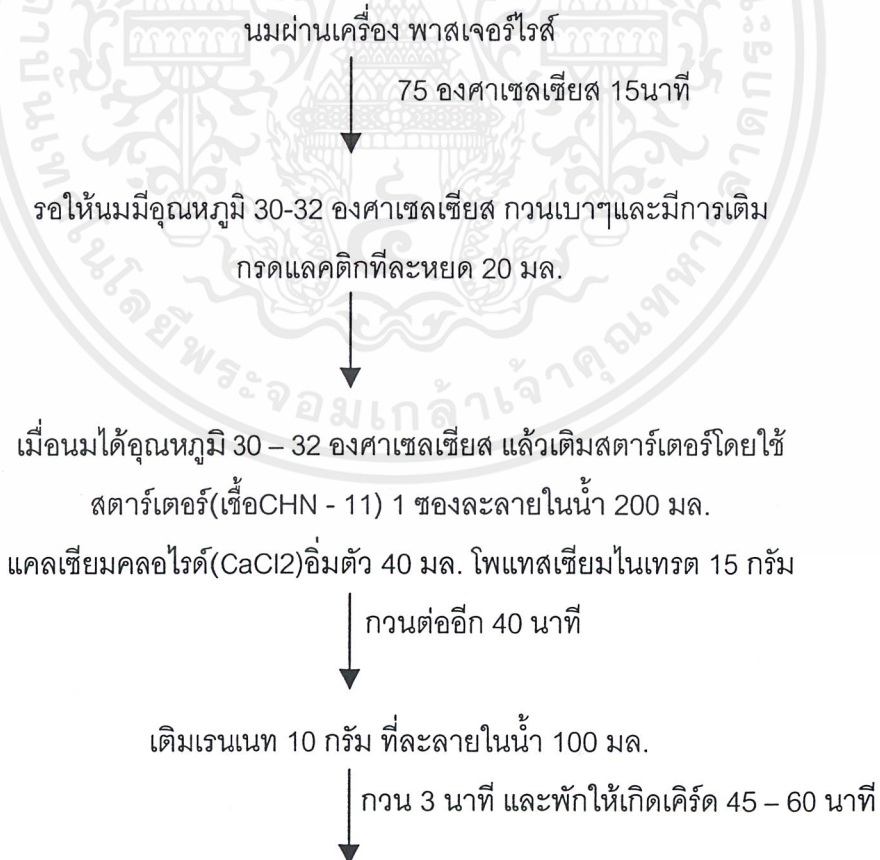 นมผ่านเครื่อง พาสเจอร์ไรส์
75 องศาเซลเซียส 15นาที
รอให้นมมีอุณหภูมิ 30-32 องศาเซลเซียส กวนเบาๆและมีการเติม
กรดแลคติกทีละหยด 20 มล.
เมื่อนมได้อุณหภูมิ 30 – 32 องศาเซลเซียส แล้วเติมสตาร์เตอร์โดยใช้
สตาร์เตอร์(เชื้อCHN - 11) 1 ซองละลายในน้ำ 200 มล.
แคลเซียมคลอไรด์(CaCl2)อิ่มตัว 40 มล. โพแทสเซียมไนเทรต 15 กรัม
กวนต่ออีก 40 นาที
เติมเรนเนท 10 กรัม ที่ละลายในน้ำ 100 มล.
กวน 3 นาที และพักให้เกิดเคิร์ด 45 – 60 นาที